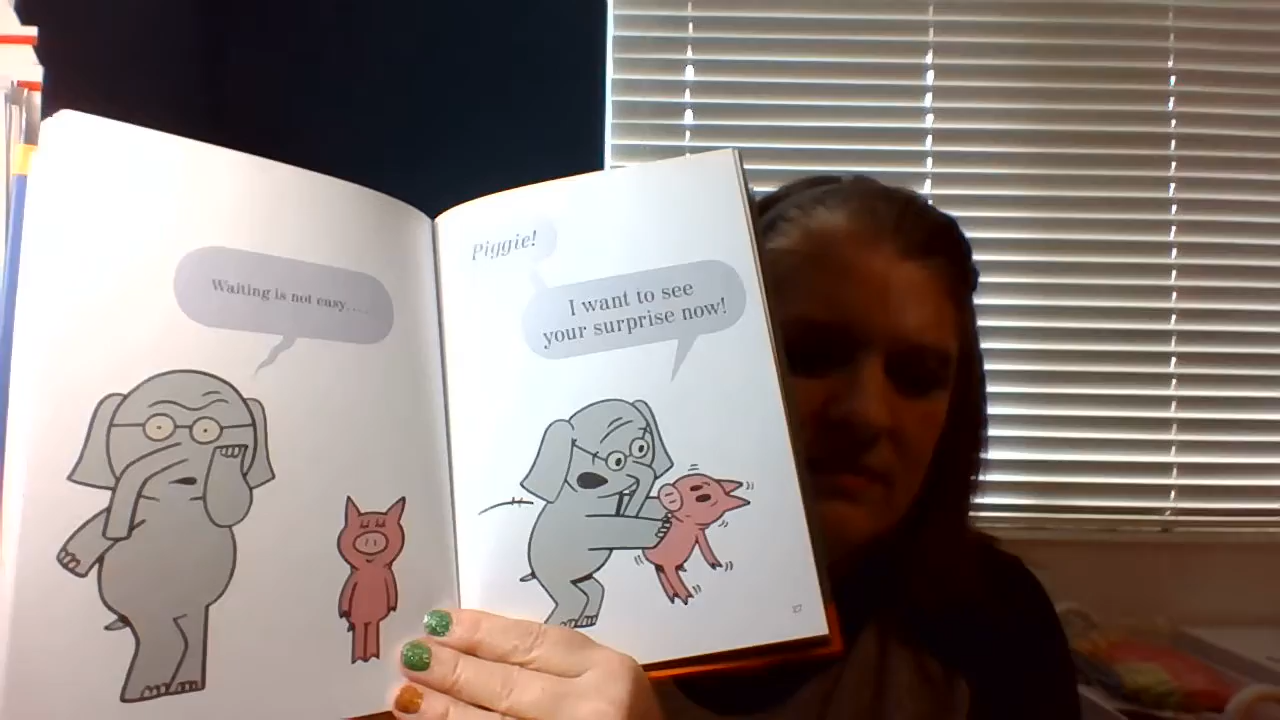 Waiting is not easy....
Piggie!
I want to see
your surprise now!